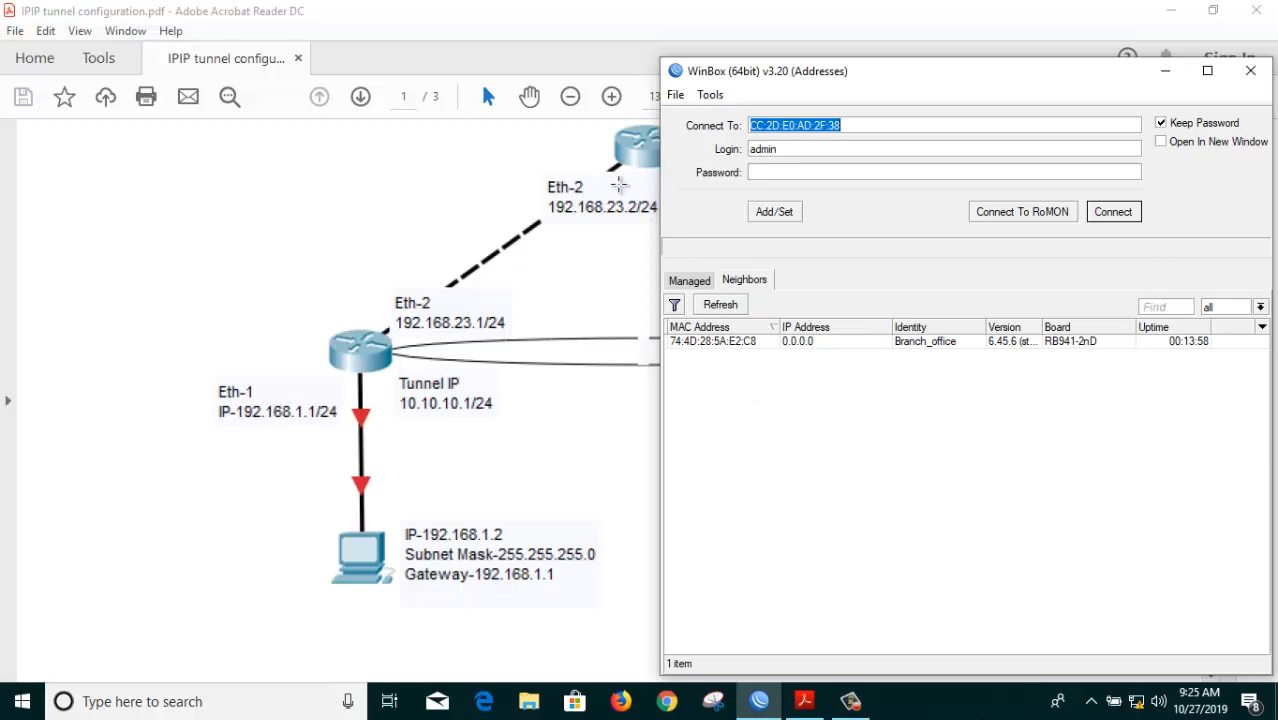 IPIP tunnel configuration.pdf - Adobe Acrobat Reader DC
File Edit View Window Help
Home Tools IPIP tunnel configu... ×
1 / 3
Eth-2
192.168.23.2/24
Eth-2
192.168.23.1/24
Eth-1
IP-192.168.1.1/24
Tunnel IP
10.10.10.1/24
IP-192.168.1.2
Subnet Mask-255.255.255.0
Gateway-192.168.1.1
WinBox (64bit) v3.20 (Addresses)
File Tools
Connect To: CC:2D:E0:AD:2F:38
Keep Password
Login: admin
Open In New Window
Password:
Add/Set Connect To RoMON Connect
Managed Neighbors
Refresh Find all
MAC Address IP Address Identity Version Board Uptime
74:4D:28:5A:E2:C8 0.0.0.0 Branch_office 6.45.6 (st... RB941-2nD 00:13:58
1 item
Type here to search
9:25 AM
10/27/2019
8